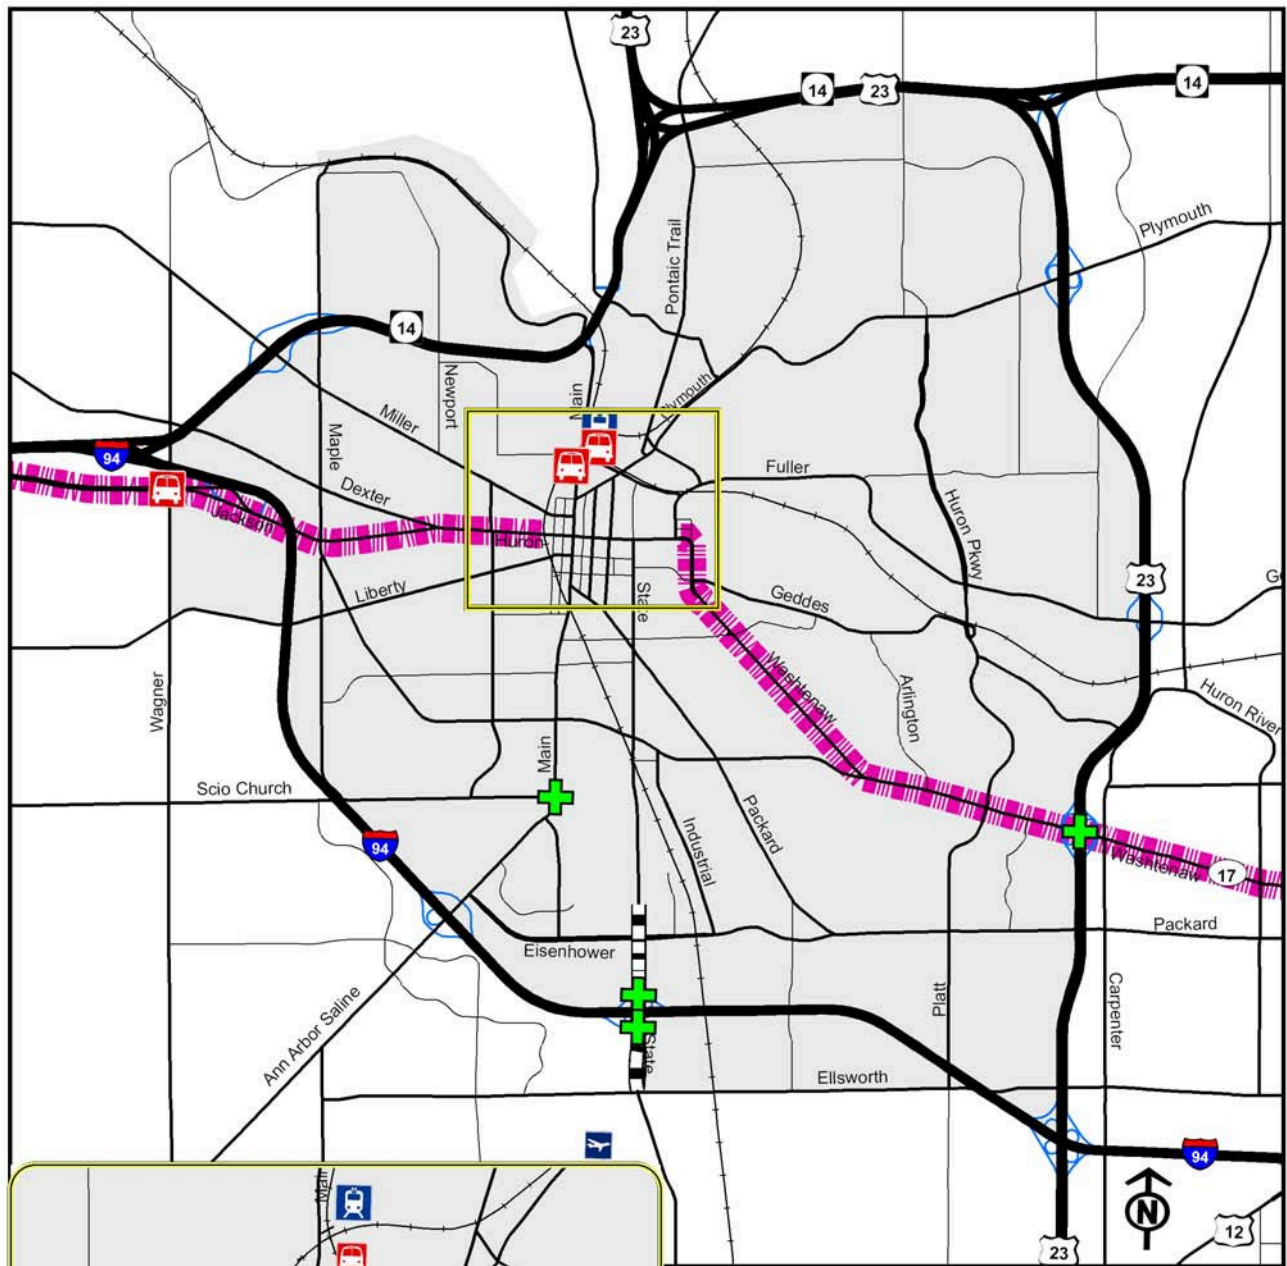 23
14
23
14
Plymouth
Pontaic Trail
14
Newport
Main
Plymouth
Miller
Maple
94
Fuller
Dexter
Huron Pkwy
Jackson
Huron
23
Liberty
State
Geddes
Wagner
Washtenaw
Arlington
Huron River
Main
Scio Church
Packard
Industrial
94
Washtenaw
17
Packard
Eisenhower
Platt
Carpenter
Ann Arbor Saline
State
Ellsworth
94
Main
N
12
23